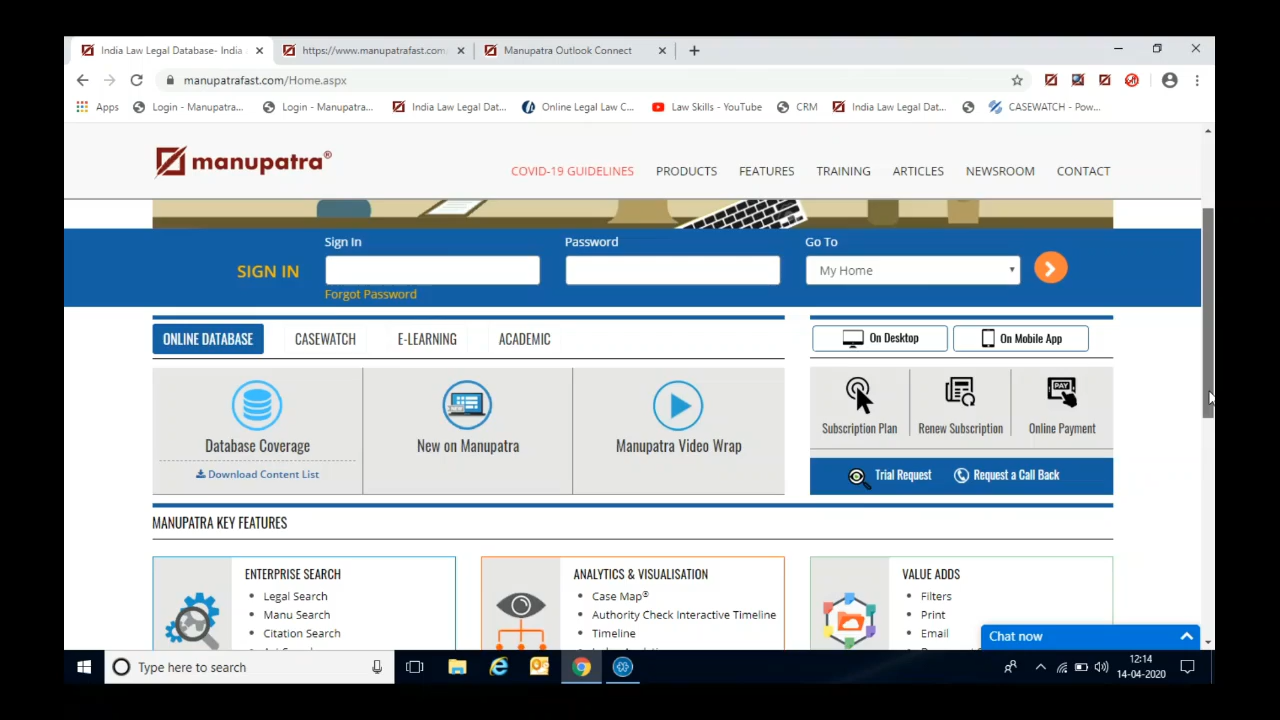 India Law Legal Database- India
https://www.manupatrafast.com
Manupatra Outlook Connect
manupatrafast.com/Home.aspx
Apps
Login - Manupatra...
Login - Manupatra...
India Law Legal Dat...
Online Legal Law C...
Law Skills - YouTube
CRM
India Law Legal Dat...
CASEWATCH - Pow...
manupatra®
COVID-19 GUIDELINES
PRODUCTS
FEATURES
TRAINING
ARTICLES
NEWSROOM
CONTACT
Sign In
Password
Go To
SIGN IN
My Home
Forgot Password
ONLINE DATABASE
CASEWATCH
E-LEARNING
ACADEMIC
On Desktop
On Mobile App
Database Coverage
Download Content List
New on Manupatra
Manupatra Video Wrap
PAY
Subscription Plan
Renew Subscription
Online Payment
Trial Request
Request a Call Back
MANUPATRA KEY FEATURES
ENTERPRISE SEARCH
• Legal Search
• Manu Search
• Citation Search
ANALYTICS & VISUALISATION
• Case Map®
• Authority Check Interactive Timeline
• Timeline
VALUE ADDS
• Filters
• Print
• Email
Chat now
Type here to search
12:14
14-04-2020